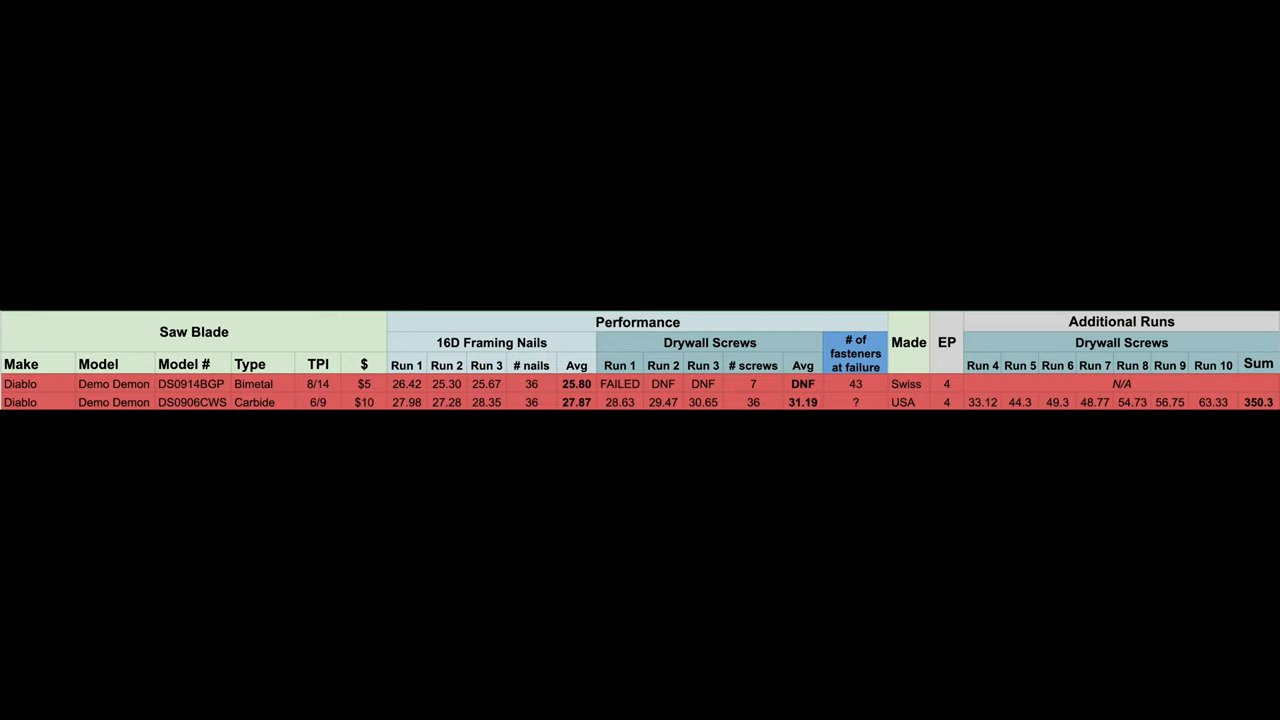 Saw Blade Performance Made EP Additional Runs
16D Framing Nails Drywall Screws # of fasteners at failure Drywall Screws
Make Model Model # Type TPI $ Run 1 Run 2 Run 3 # nails Avg Run 1 Run 2 Run 3 # screws Avg Run 4 Run 5 Run 6 Run 7 Run 8 Run 9 Run 10 Sum
Diablo Demo Demon DS0914BGP Bimetal 8/14 $5 26.42 25.30 25.67 36 25.80 FAILED DNF DNF 7 DNF 43 Swiss 4 N/A
Diablo Demo Demon DS0906CWS Carbide 6/9 $10 27.98 27.28 28.35 36 27.87 28.63 29.47 30.65 36 31.19 ? USA 4 33.12 44.3 49.3 48.77 54.73 56.75 63.33 350.3